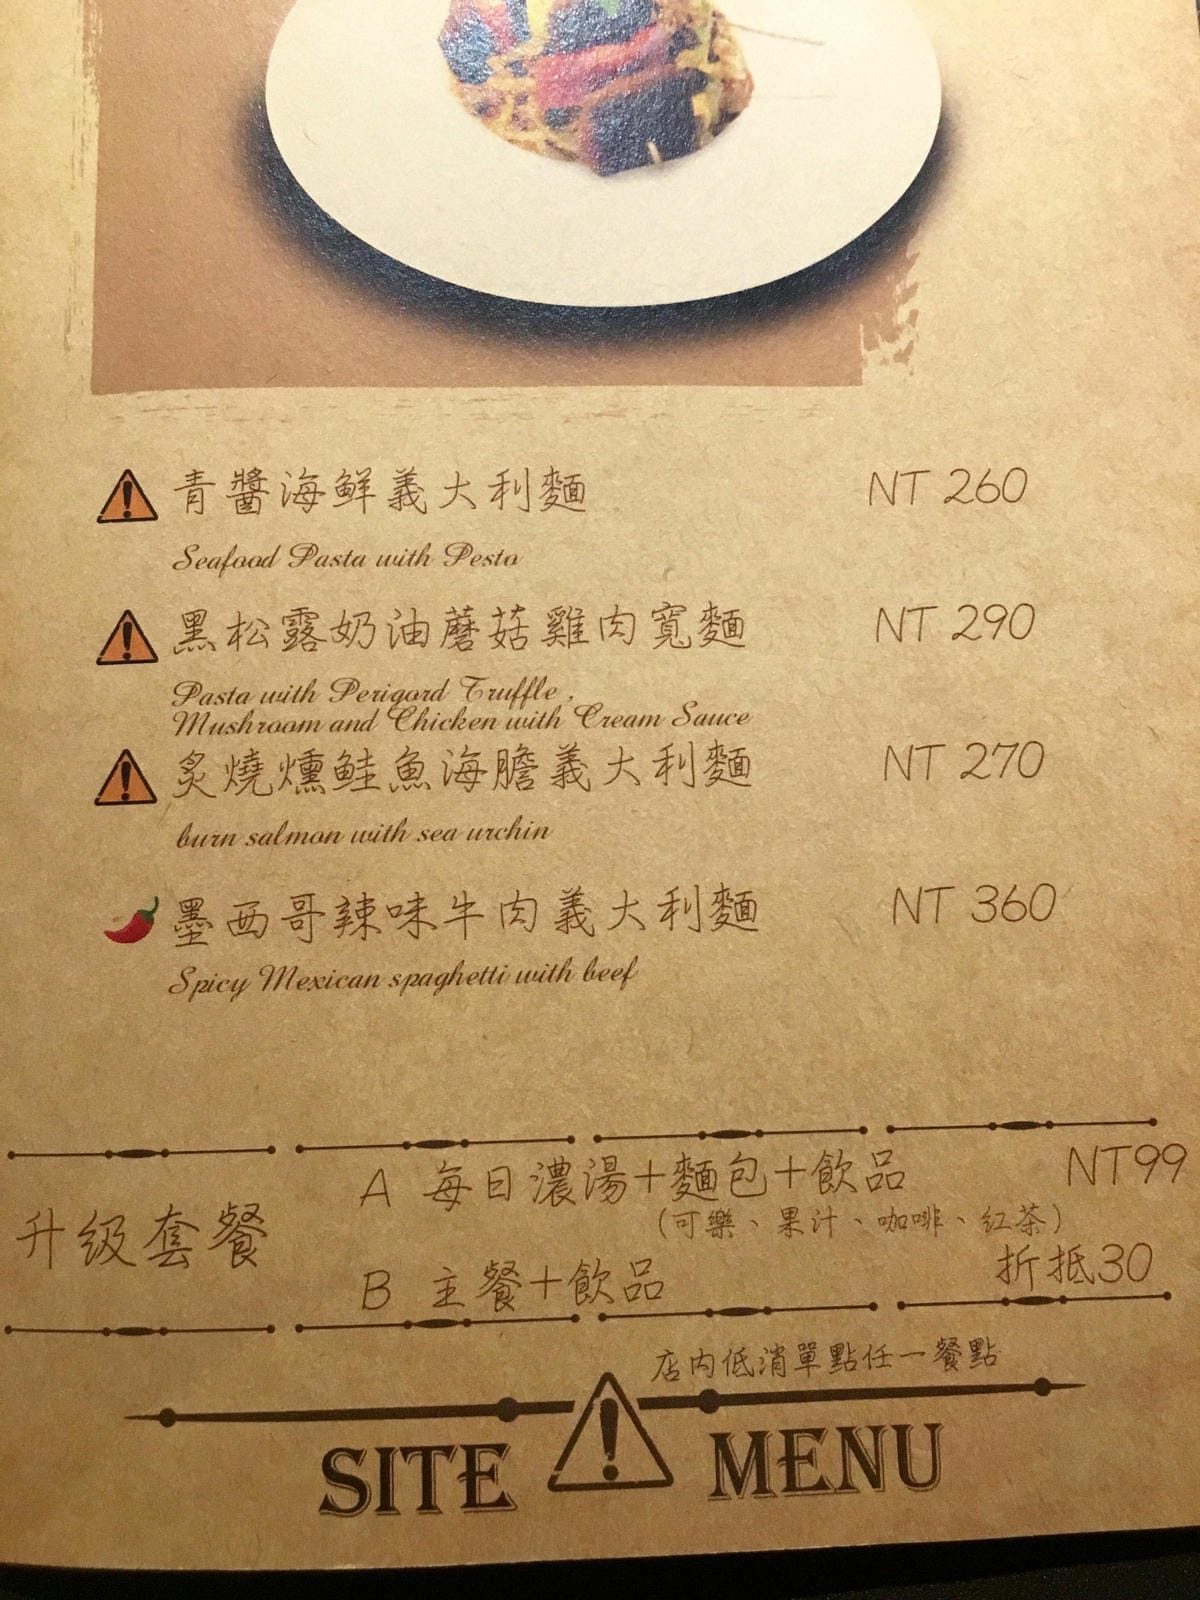 青醬海鮮義大利麵 NT 260
Seafood Pasta with Pesto
黑松露奶油蘑菇雞肉寬麵 NT 290
Pasta with Perigord Truffle ,
Mushroom and Chicken with Cream Sauce
炙燒燻鮭魚海膽義大利麵 NT 270
burn salmon with sea urchin
墨西哥辣味牛肉義大利麵 NT 360
Spicy Mexican spaghetti with beef
升級套餐
A 每日濃湯+麵包+飲品 NT99
(可樂、果汁、咖啡、紅茶)
B 主餐+飲品 折抵30
店內低消單點任一餐點
SITE MENU